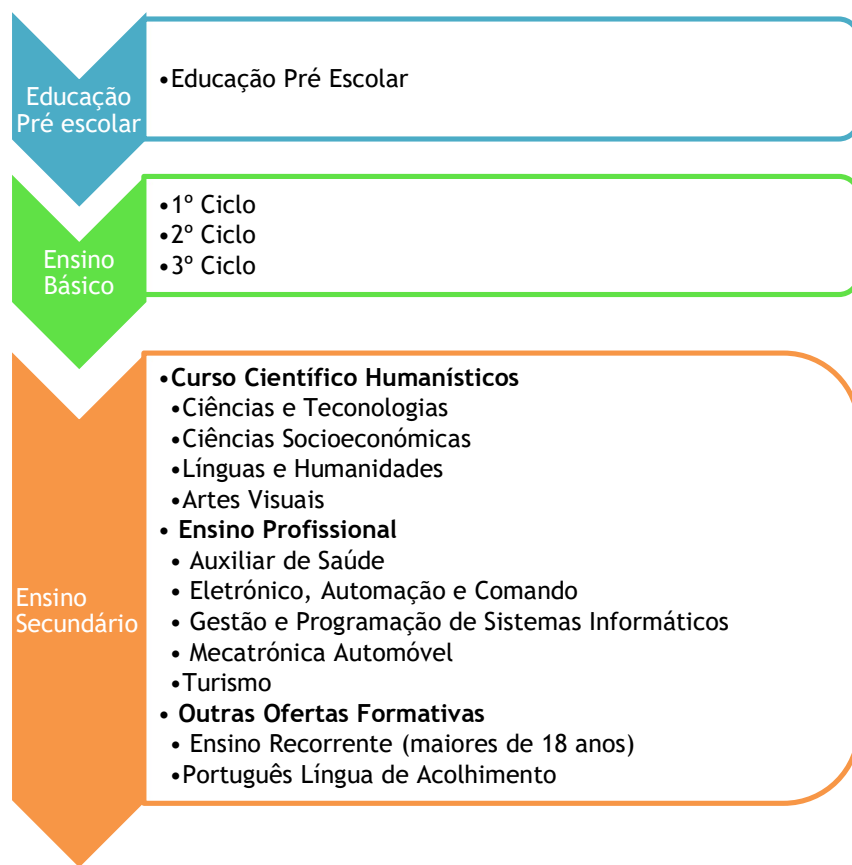 Educação
Pré escolar
•Educação Pré Escolar
Ensino
Básico
•1º Ciclo
•2º Ciclo
•3º Ciclo
Ensino
Secundário
•Curso Científico Humanísticos
•Ciências e Teconologias
•Ciências Socioeconómicas
•Línguas e Humanidades
•Artes Visuais
• Ensino Profissional
• Auxiliar de Saúde
• Eletrónico, Automação e Comando
• Gestão e Programação de Sistemas Informáticos
• Mecatrónica Automóvel
•Turismo
• Outras Ofertas Formativas
• Ensino Recorrente (maiores de 18 anos)
•Português Língua de Acolhimento